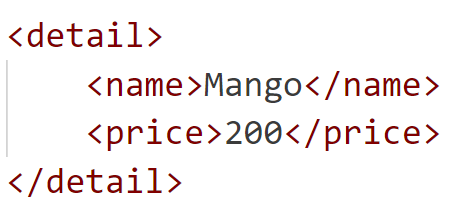 <detail>
    <name>Mango</name>
    <price>200</price>
</detail>